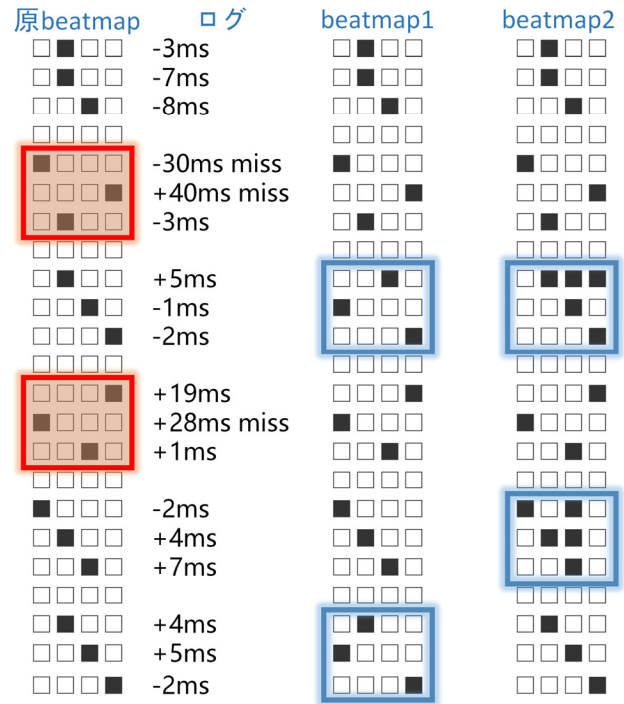 原beatmap ログ beatmap1 beatmap2
-3ms
-7ms
-8ms
-30ms miss
+40ms miss
-3ms
+5ms
-1ms
-2ms
+19ms
+28ms miss
+1ms
-2ms
+4ms
+7ms
+4ms
+5ms
-2ms